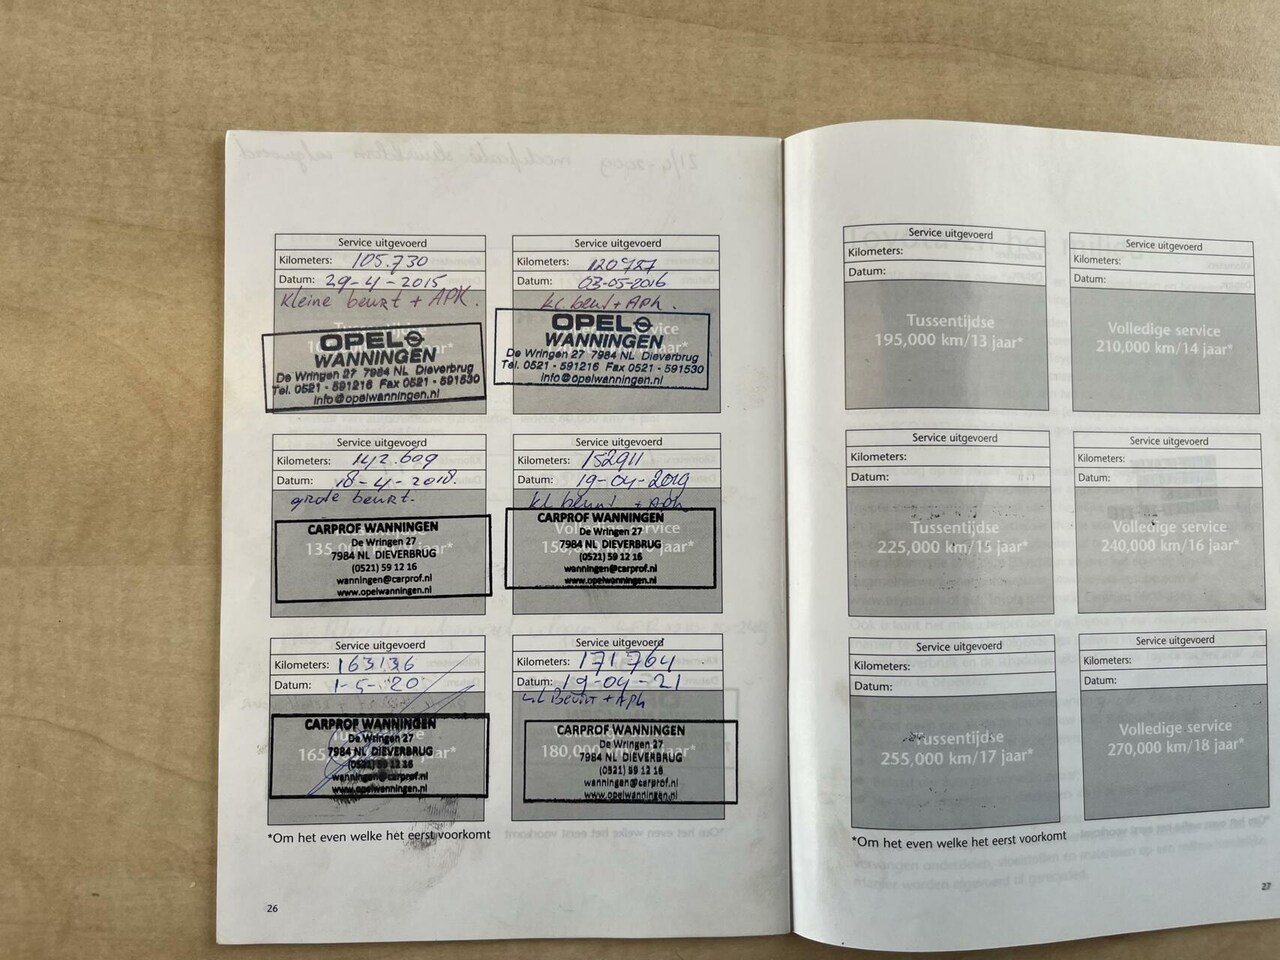 Service uitgevoerd
Kilometers: 105.730
Datum: 29-4-2015
kleine beurt + APK.
OPEL
WANNINGEN
De Wringen 27 7984 NL Dieverbrug
Tel. 0521 - 591216 Fax 0521 - 591530
info@opelwanningen.nl
Service uitgevoerd
Kilometers: 120727
Datum: 03-05-2016
kl. beurt + APK.
OPEL
WANNINGEN
De Wringen 27 7984 NL Dieverbrug
Tel. 0521 - 591216 Fax 0521 - 591530
info@opelwanningen.nl
Service uitgevoerd
Kilometers: 142.609
Datum: 18-4-2018.
grote beurt.
CARPROF WANNINGEN
De Wringen 27
7984 NL DIEVERBRUG
(0521) 59 12 16
wanningen@carprof.nl
www.opelwanningen.nl
Service uitgevoerd
Kilometers: 152911
Datum: 19-04-2019
kl. beurt + APK
CARPROF WANNINGEN
De Wringen 27
7984 NL DIEVERBRUG
(0521) 59 12 16
wanningen@carprof.nl
www.opelwanningen.nl
Service uitgevoerd
Kilometers: 163136
Datum: 1-5-'20
CARPROF WANNINGEN
De Wringen 27
7984 NL DIEVERBRUG
(0521) 59 12 16
wanningen@carprof.nl
www.opelwanningen.nl
Service uitgevoerd
Kilometers: 171764
Datum: 19-04-21
kl Beurt + APK
180,000 km
CARPROF WANNINGEN
De Wringen 27
7984 NL DIEVERBRUG
(0521) 59 12 16
wanningen@carprof.nl
www.opelwanningen.nl
*Om het even welke het eerst voorkomt
26
Service uitgevoerd
Kilometers:
Datum:
Tussentijdse
195,000 km/13 jaar*
Service uitgevoerd
Kilometers:
Datum:
Volledige service
210,000 km/14 jaar*
Service uitgevoerd
Kilometers:
Datum:
Tussentijdse
225,000 km/15 jaar*
Service uitgevoerd
Kilometers:
Datum:
Volledige service
240,000 km/16 jaar*
Service uitgevoerd
Kilometers:
Datum:
Tussentijdse
255,000 km/17 jaar*
Service uitgevoerd
Kilometers:
Datum:
Volledige service
270,000 km/18 jaar*
*Om het even welke het eerst voorkomt
27